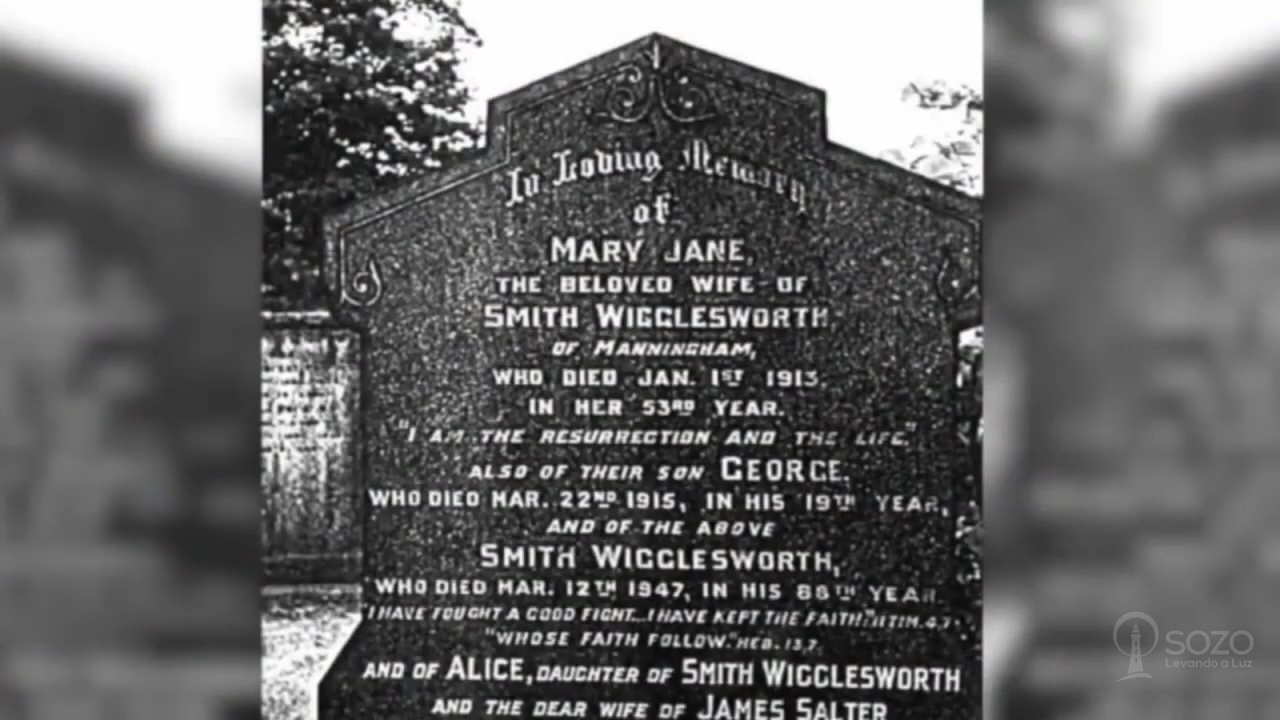 In Loving Memory
of
MARY JANE,
THE BELOVED WIFE OF
SMITH WIGGLESWORTH
OF MANNINGHAM,
WHO DIED JAN. 1ST 1913.
IN HER 53RD YEAR.
"I AM THE RESURRECTION AND THE LIFE."
ALSO OF THEIR SON GEORGE.
WHO DIED MAR. 22ND 1915, IN HIS 19TH YEAR,
AND OF THE ABOVE
SMITH WIGGLESWORTH,
WHO DIED MAR. 12TH 1947, IN HIS 88TH YEAR.
"I HAVE FOUGHT A GOOD FIGHT...I HAVE KEPT THE FAITH." II TIM. 4.7.
"WHOSE FAITH FOLLOW." HEB. 13.7.
AND OF ALICE, DAUGHTER OF SMITH WIGGLESWORTH
AND THE DEAR WIFE OF JAMES SALTER
SOZO
Levando a Luz